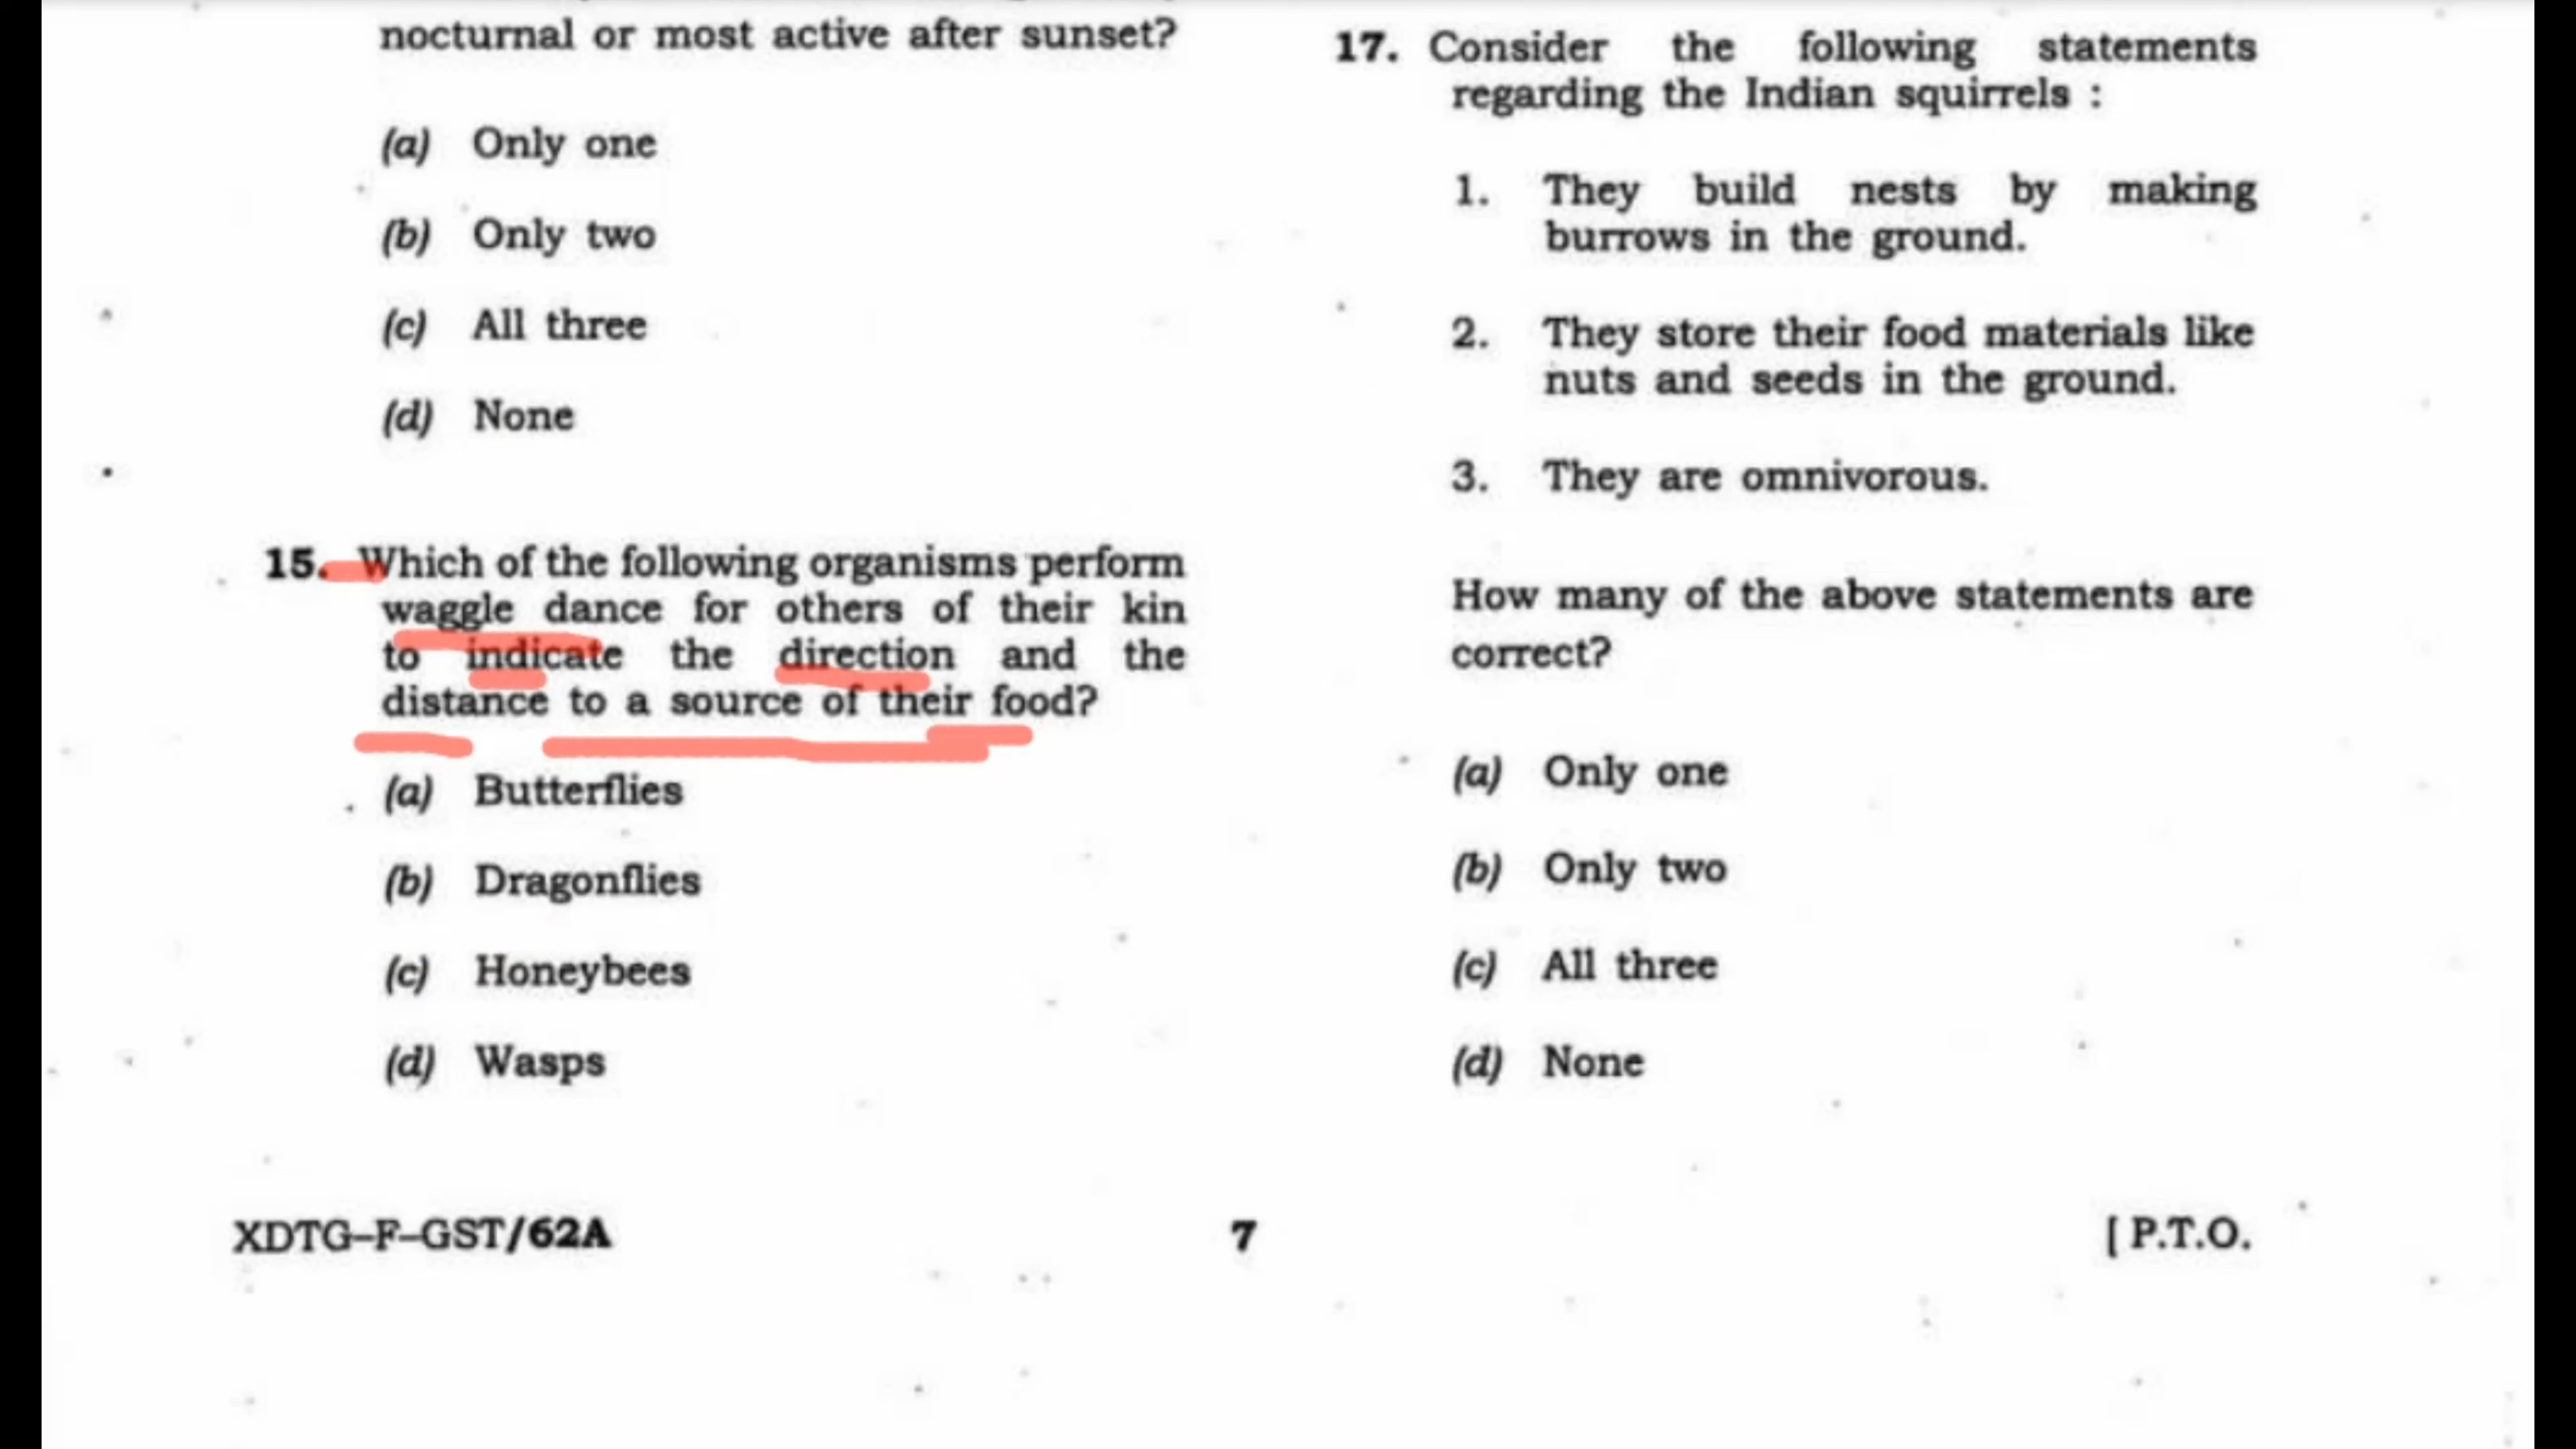 nocturnal or most active after sunset?
(a) Only one
(b) Only two
(c) All three
(d) None
15. Which of the following organisms perform
waggle dance for others of their kin
to indicate the direction and the
distance to a source of their food?
(a) Butterflies
(b) Dragonflies
(c) Honeybees
(d) Wasps
17. Consider the following statements
regarding the Indian squirrels :
1. They build nests by making
burrows in the ground.
2. They store their food materials like
nuts and seeds in the ground.
3. They are omnivorous.
How many of the above statements are
correct?
(a) Only one
(b) Only two
(c) All three
(d) None
XDTG–F–GST/62A
7
[ P.T.O.